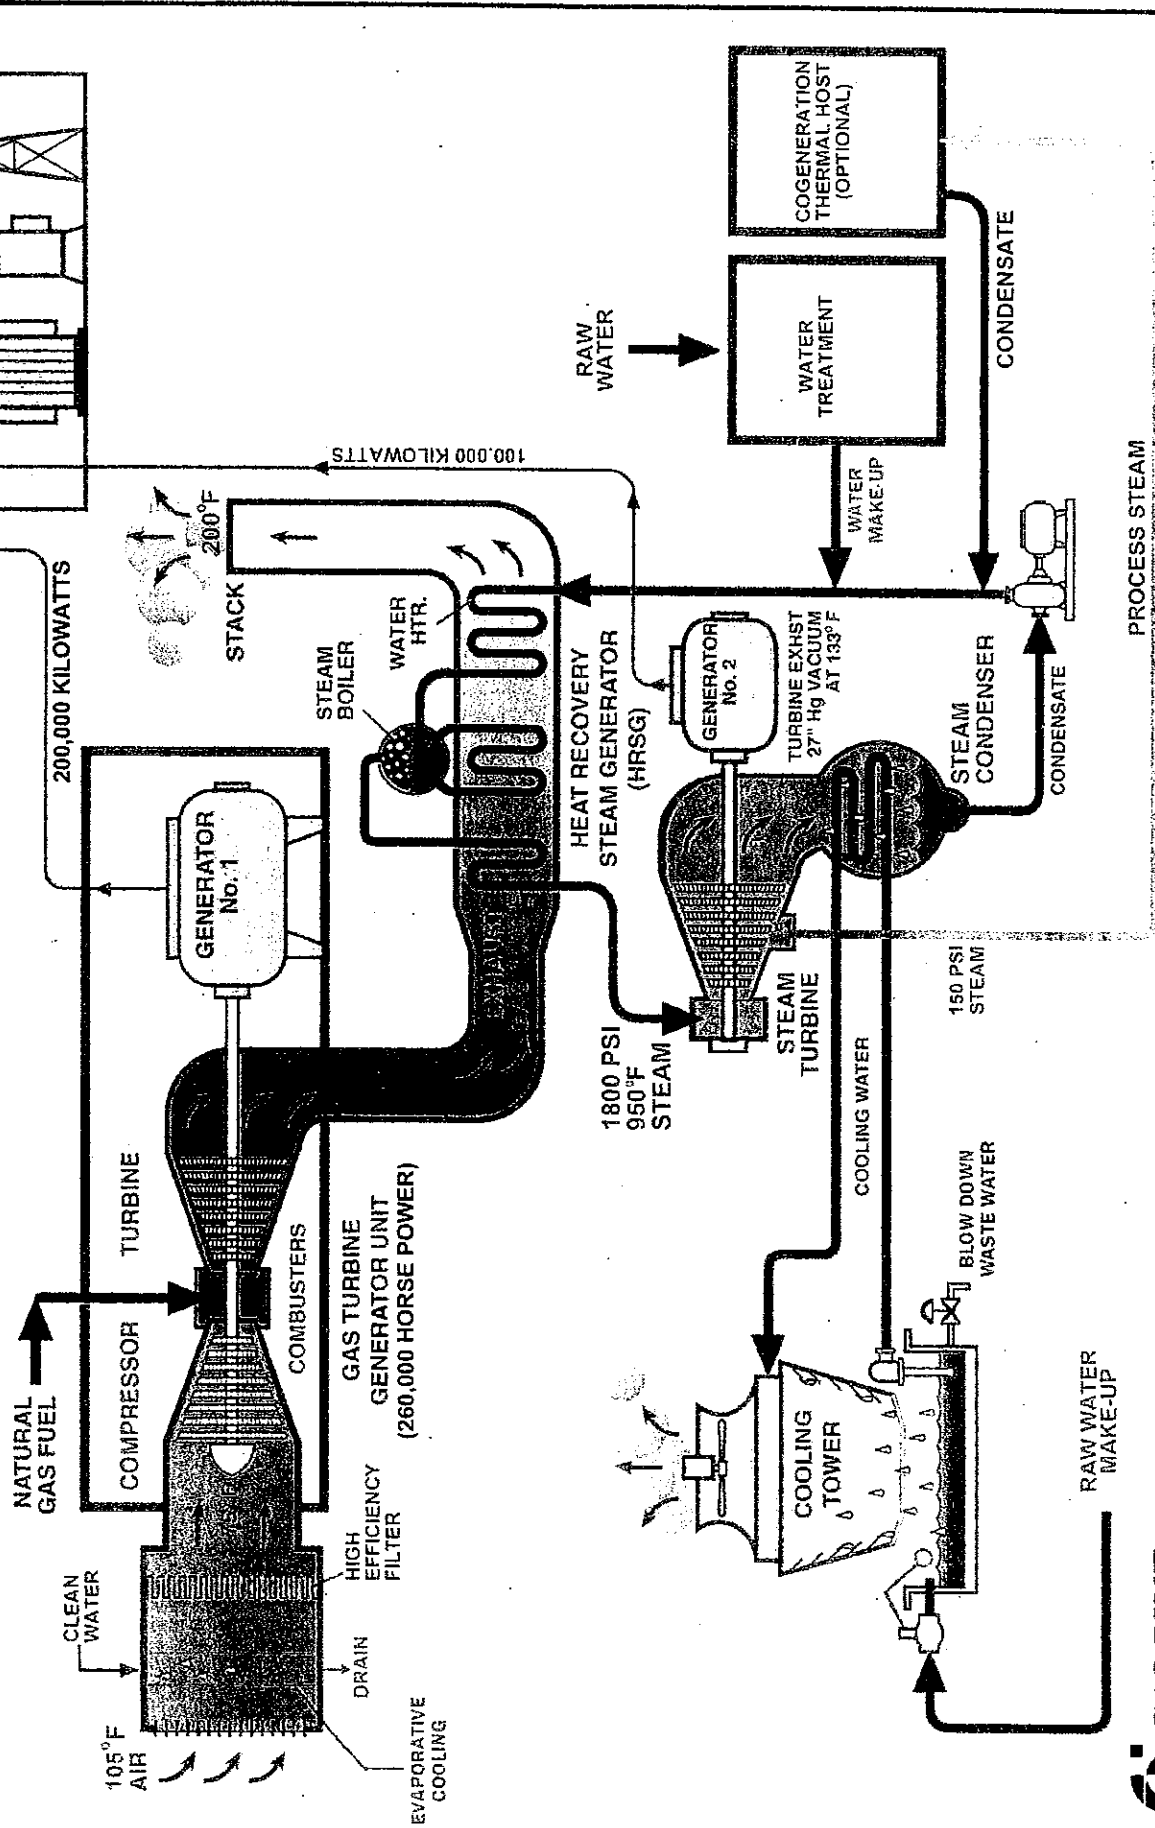 105°F
AIR
CLEAN
WATER
EVAPORATIVE
COOLING
DRAIN
HIGH
EFFICIENCY
FILTER
NATURAL
GAS FUEL
COMPRESSOR
TURBINE
COMBUSTERS
GAS TURBINE
GENERATOR UNIT
(260,000 HORSE POWER)
GENERATOR
No. 1
200,000 KILOWATTS
EXHAUST
STACK
200°F
STEAM
BOILER
WATER
HTR.
HEAT RECOVERY
STEAM GENERATOR
(HRSG)
100,000 KILOWATTS
1800 PSI
950°F
STEAM
STEAM
TURBINE
GENERATOR
No. 2
TURBINE EXHST
27" Hg VACUUM
AT 133°F
STEAM
CONDENSER
CONDENSATE
150 PSI
STEAM
COOLING WATER
COOLING
TOWER
BLOW DOWN
WASTE WATER
RAW WATER
MAKE-UP
RAW
WATER
WATER
TREATMENT
WATER
MAKE-UP
COGENERATION
THERMAL HOST
(OPTIONAL)
CONDENSATE
PROCESS STEAM